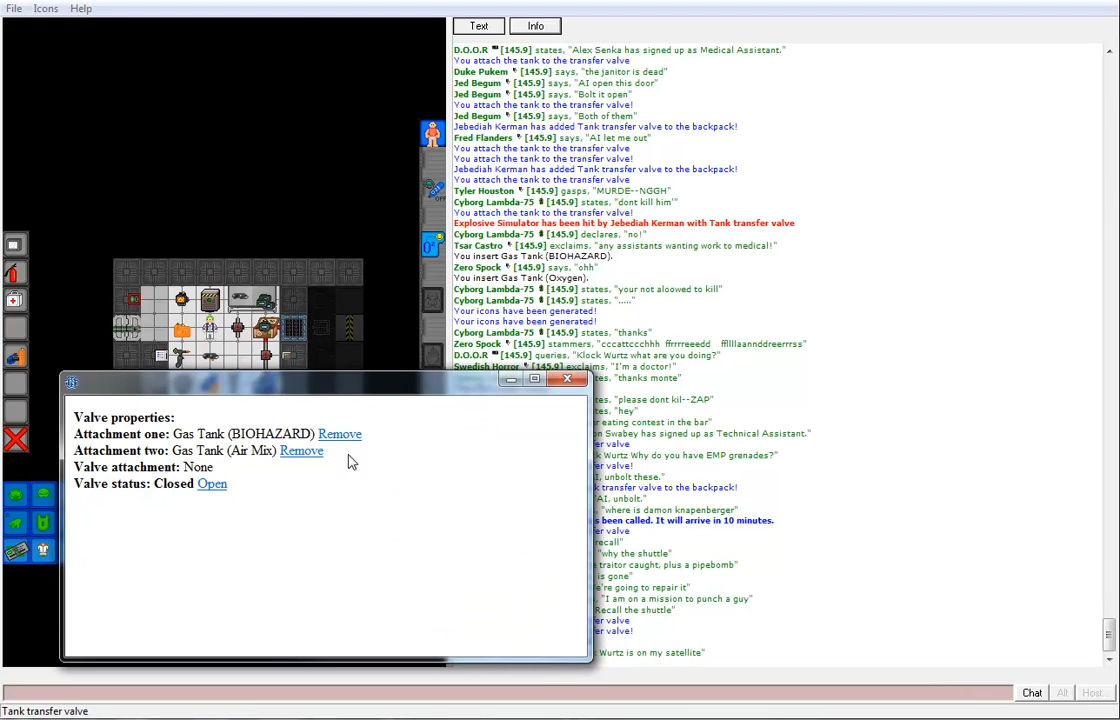 File Icons Help
Text Info
D.O.O.R [145.9] states, "Alex Senka has signed up as Medical Assistant."
You attach the tank to the transfer valve
Duke Pukem [145.9] says, "the janitor is dead"
Jed Begum [145.9] says, "AI open this door"
Jed Begum [145.9] says, "Bolt it open"
You attach the tank to the transfer valve!
Jed Begum [145.9] says, "Both of them"
Jebediah Kerman has added Tank transfer valve to the backpack!
Fred Flanders [145.9] says, "AI let me out"
You attach the tank to the transfer valve
You attach the tank to the transfer valve!
Jebediah Kerman has added Tank transfer valve to the backpack!
You attach the tank to the transfer valve
Tyler Houston [145.9] gasps, "MURDE--NGGH"
Cyborg Lambda-75 [145.9] states, "dont kill him'"
You attach the tank to the transfer valve!
Explosive Simulator has been hit by Jebediah Kerman with Tank transfer valve
Cyborg Lambda-75 [145.9] declares, "no!"
Tsar Castro [145.9] exclaims, "any assistants wanting work to medical!"
You insert Gas Tank (BIOHAZARD).
Zero Spock [145.9] says, "ohh"
You insert Gas Tank (Oxygen).
Cyborg Lambda-75 [145.9] states, "your not aloowed to kill"
Cyborg Lambda-75 [145.9] states, "....."
Your icons have been generated!
Your icons have been generated!
Cyborg Lambda-75 [145.9] states, "thanks"
Zero Spock [145.9] stammers, "cccattccchhh ffrrrreeedd fflllaannddreerrrss"
D.O.O.R [145.9] queries, "Klock Wurtz what are you doing?"
Swedish Horror [145.9] exclaims, "I'm a doctor!"
states, "thanks monte"
"please dont kil--ZAP"
"hey"
ear eating contest in the bar"
on Swabey has signed up as Technical Assistant."
fer valve
k Wurtz Why do you have EMP grenades?"
fer valve!
I, unbolt these."
tank transfer valve to the backpack!
AI, unbolt."
"where is damon knapenberger"
s been called. It will arrive in 10 minutes.
fer valve
recall"
"why the shuttle"
e traitor caught, plus a pipebomb"
is gone"
e're going to repair it"
"I am on a mission to punch a guy"
Recall the shuttle"
fer valve
fer valve!
Wurtz is on my satellite"
Valve properties:
Attachment one: Gas Tank (BIOHAZARD) Remove
Attachment two: Gas Tank (Air Mix) Remove
Valve attachment: None
Valve status: Closed Open
Chat Alt Host...
Tank transfer valve